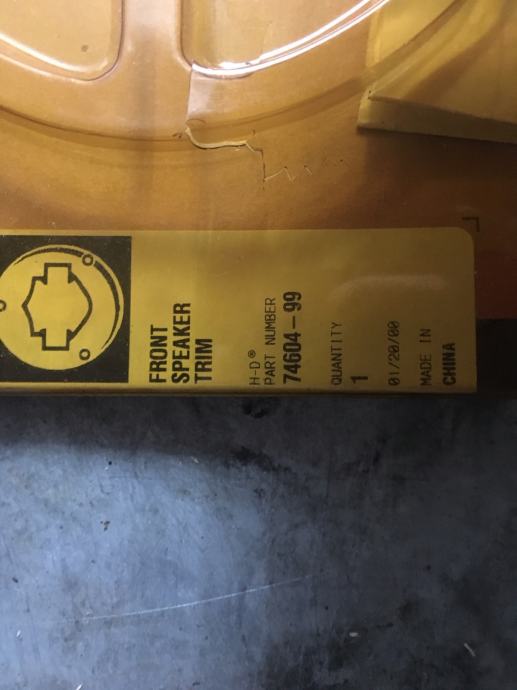 FRONT
SPEAKER
TRIM
H-D®
PART NUMBER
74604-99
QUANTITY
1
01/20/00
MADE IN
CHINA